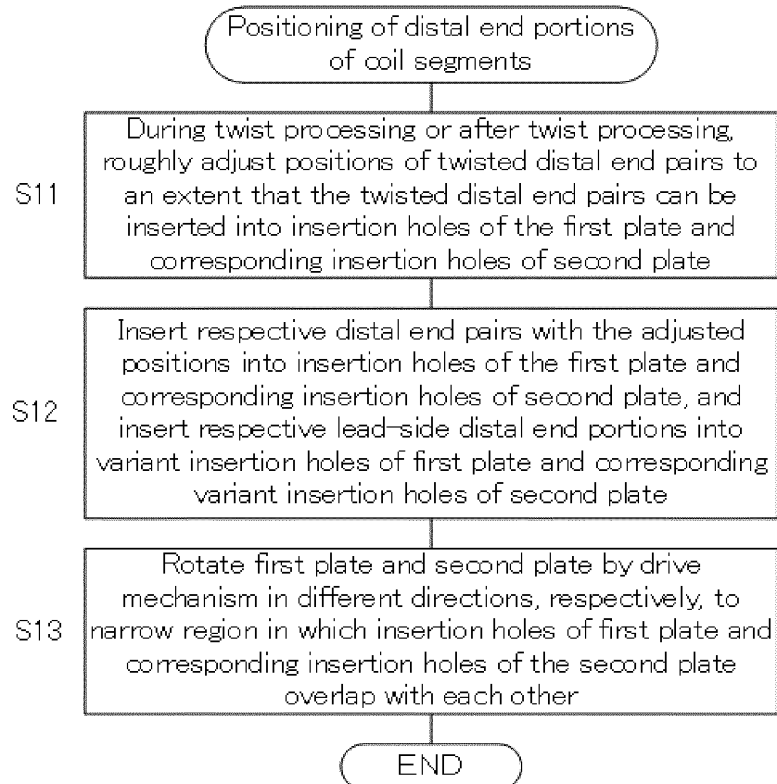 Positioning of distal end portions
of coil segments
S11
During twist processing or after twist processing,
roughly adjust positions of twisted distal end pairs to
an extent that the twisted distal end pairs can be
inserted into insertion holes of the first plate and
corresponding insertion holes of second plate
S12
Insert respective distal end pairs with the adjusted
positions into insertion holes of the first plate and
corresponding insertion holes of second plate, and
insert respective lead-side distal end portions into
variant insertion holes of first plate and corresponding
variant insertion holes of second plate
S13
Rotate first plate and second plate by drive
mechanism in different directions, respectively, to
narrow region in which insertion holes of first plate and
corresponding insertion holes of the second plate
overlap with each other
END